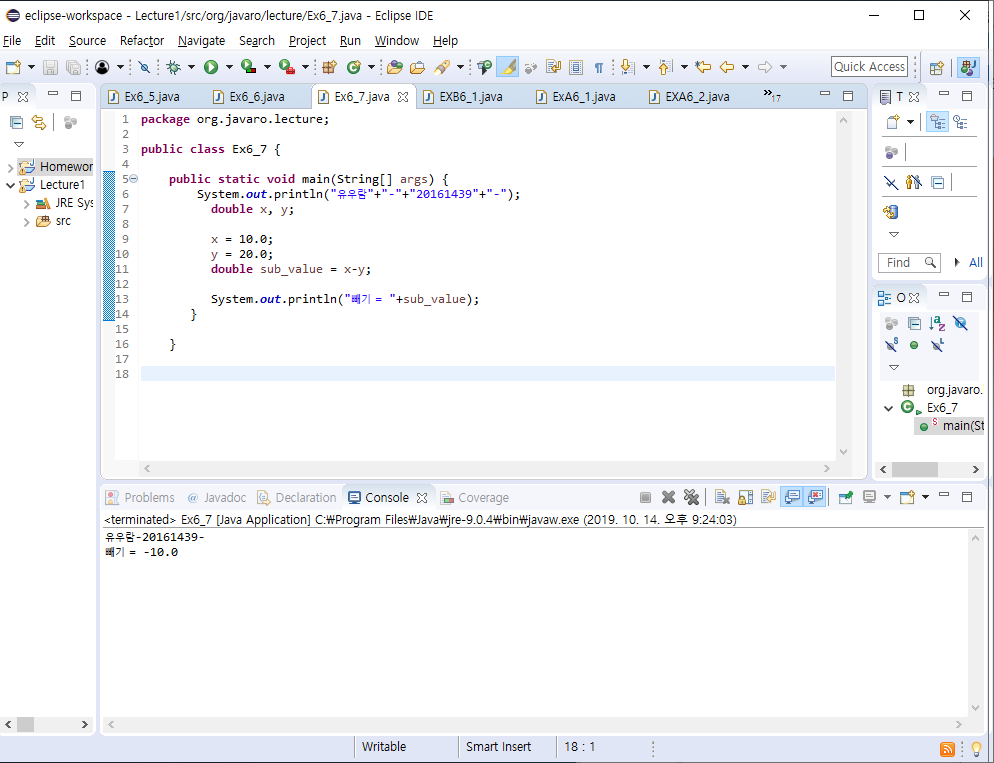 eclipse-workspace - Lecture1/src/org/javaro/lecture/Ex6_7.java - Eclipse IDE
File Edit Source Refactor Navigate Search Project Run Window Help
Quick Access
P
Homewor
Lecture1
JRE Sys
src
Ex6_5.java Ex6_6.java Ex6_7.java EXB6_1.java ExA6_1.java EXA6_2.java »17
1 package org.javaro.lecture;
2
3 public class Ex6_7 {
4
5 public static void main(String[] args) {
6 System.out.println("유우람"+"-"+"20161439"+"-");
7 double x, y;
8
9 x = 10.0;
10 y = 20.0;
11 double sub_value = x-y;
12
13 System.out.println("빼기 = "+sub_value);
14 }
15
16 }
17
18
T
Find All
O
org.javaro.
Ex6_7
main(St
Problems @ Javadoc Declaration Console Coverage
<terminated> Ex6_7 [Java Application] C:₩Program Files₩Java₩jre-9.0.4₩bin₩javaw.exe (2019. 10. 14. 오후 9:24:03)
유우람-20161439-
빼기 = -10.0
Writable Smart Insert 18 : 1